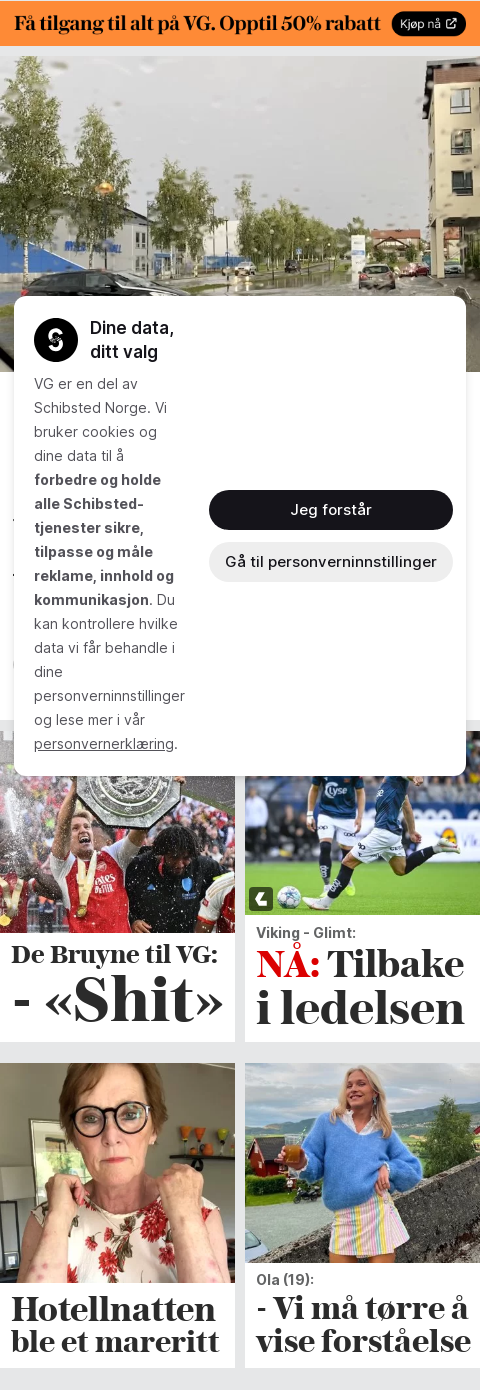 Få tilgang til alt på VG. Opptil 50% rabatt
Kjøp nå
Dine data,
ditt valg
VG er en del av
Schibsted Norge. Vi
bruker cookies og
dine data til å
forbedre og holde
alle Schibsted-
tjenester sikre,
tilpasse og måle
reklame, innhold og
kommunikasjon. Du
kan kontrollere hvilke
data vi får behandle i
dine
personverninnstillinger
og lese mer i vår
personvernerklæring.
Jeg forstår
Gå til personverninnstillinger
De Bruyne til VG:
- «Shit»
Viking - Glimt:
NÅ: Tilbake
i ledelsen
Hotellnatten
ble et mareritt
Ola (19):
- Vi må tørre å
vise forståelse